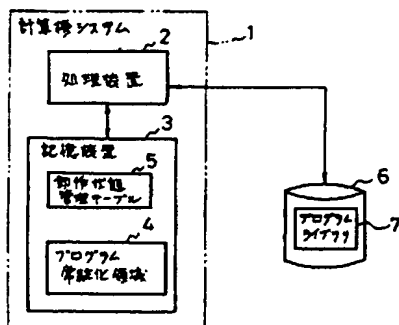 計算機システム
1
2
処理装置
3
記憶装置
5
動作状態
管理テーブル
4
プログラム
常駐化領域
6
プログラム
ライブラリ
7